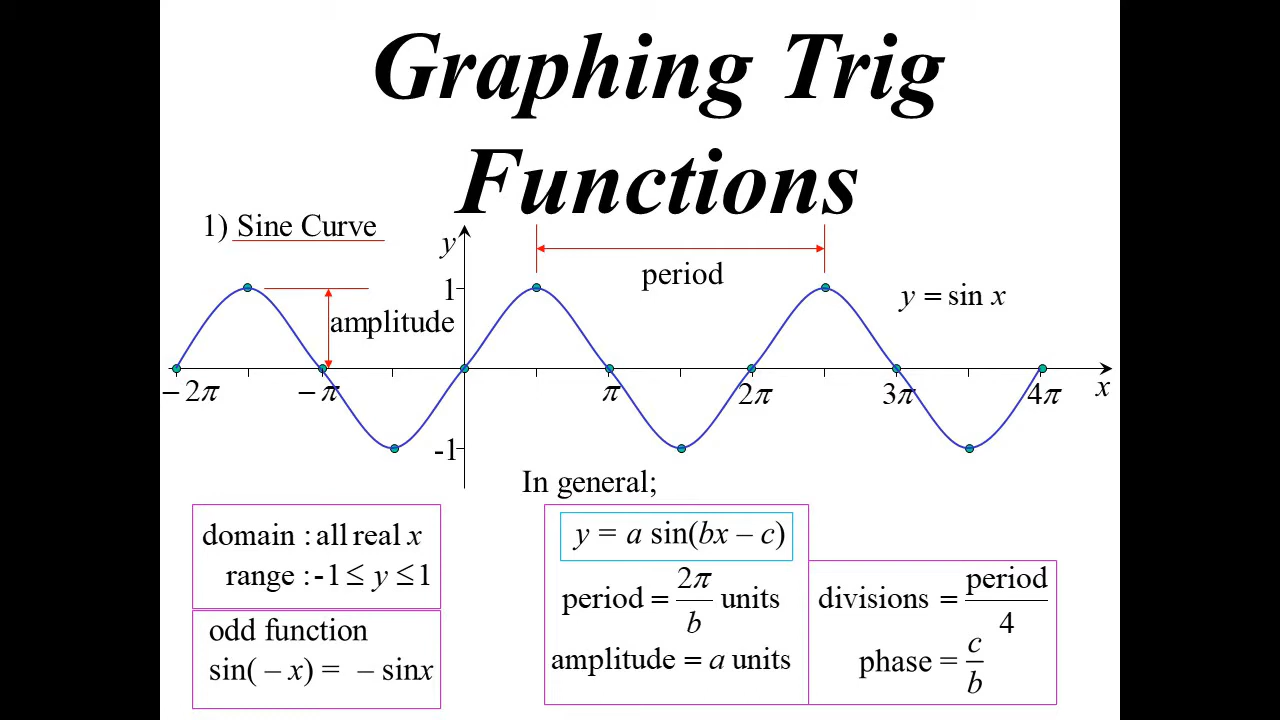 Graphing Trig
Functions
1) Sine Curve
y
period
1
y = sin x
amplitude
– 2π
– π
π
2π
3π
4π
x
-1
In general;
domain : all real x
range : -1 ≤ y ≤ 1
odd function
sin( – x) = – sinx
y = a sin(bx – c)
period = 2π/b units
amplitude = a units
divisions = period/4
phase = c/b